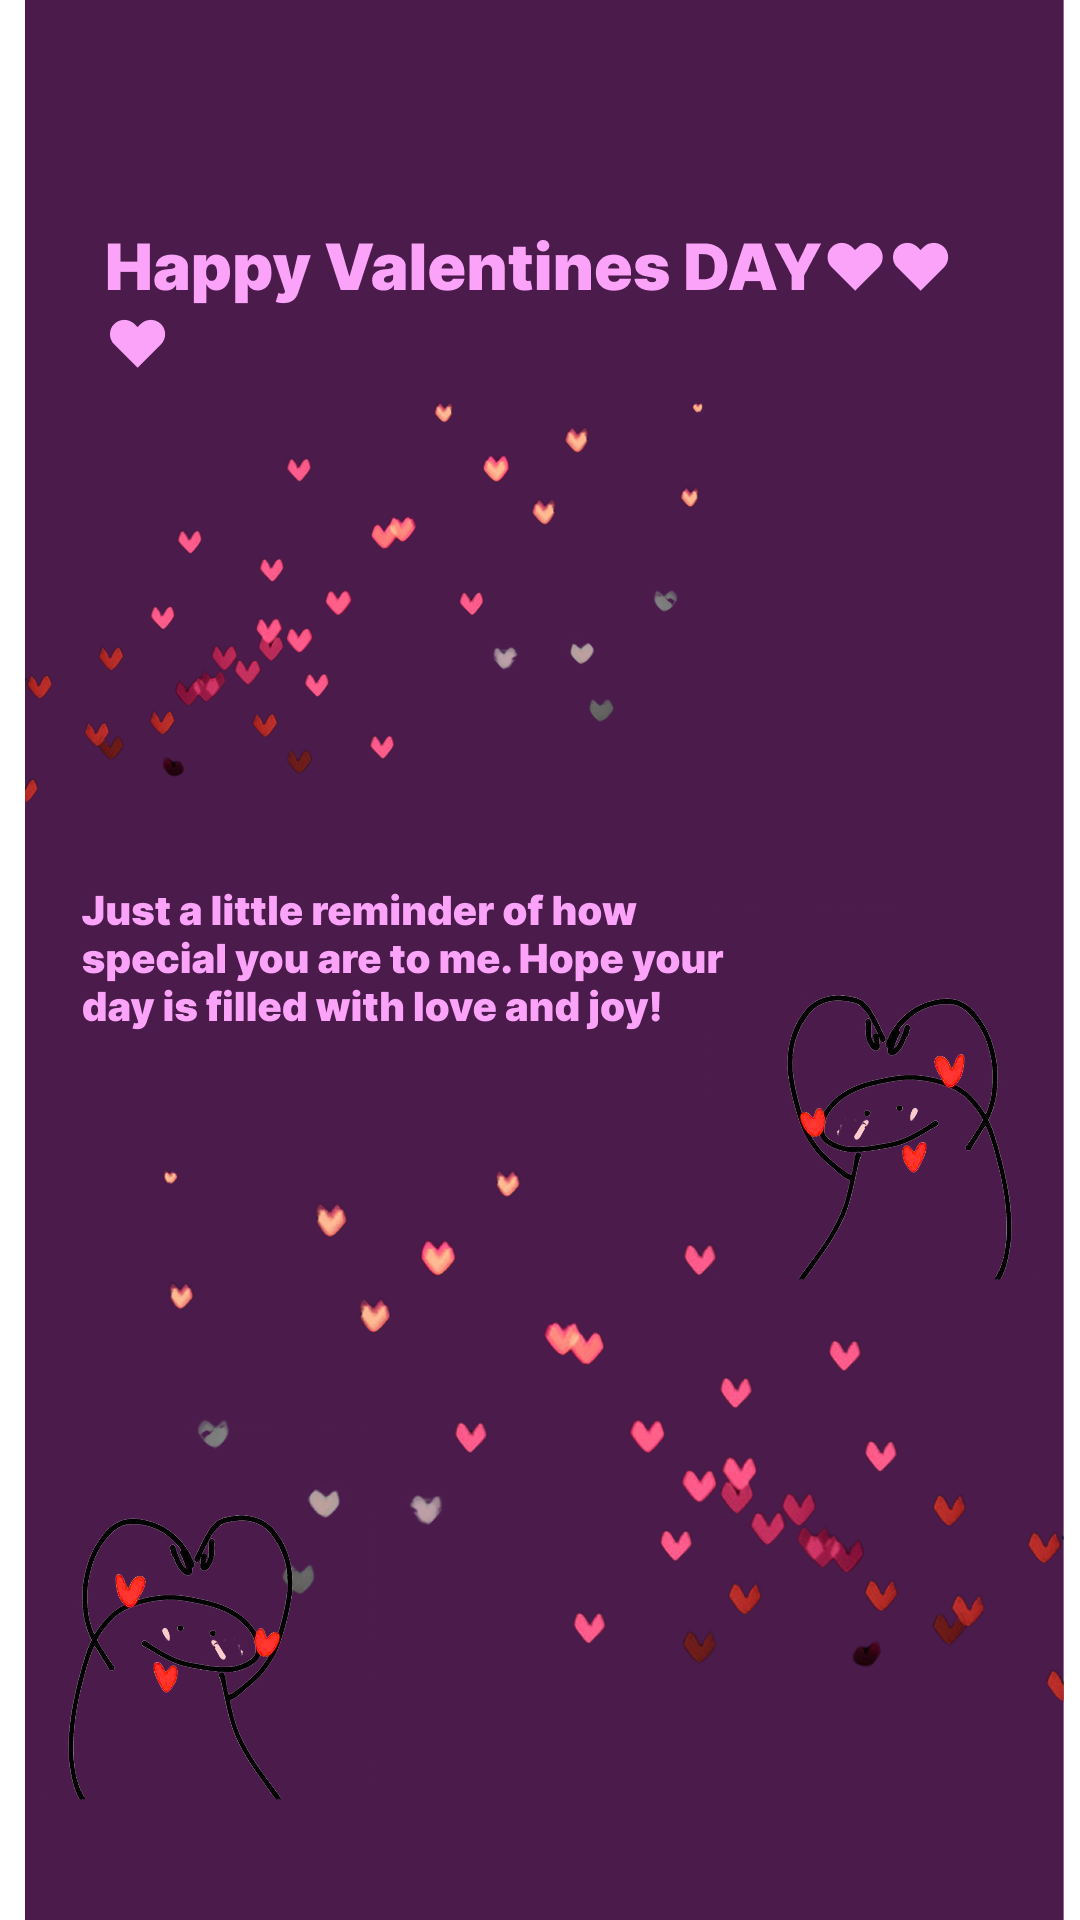 Happy Valentines DAY♥♥
♥
Just a little reminder of how
special you are to me. Hope your
day is filled with love and joy!